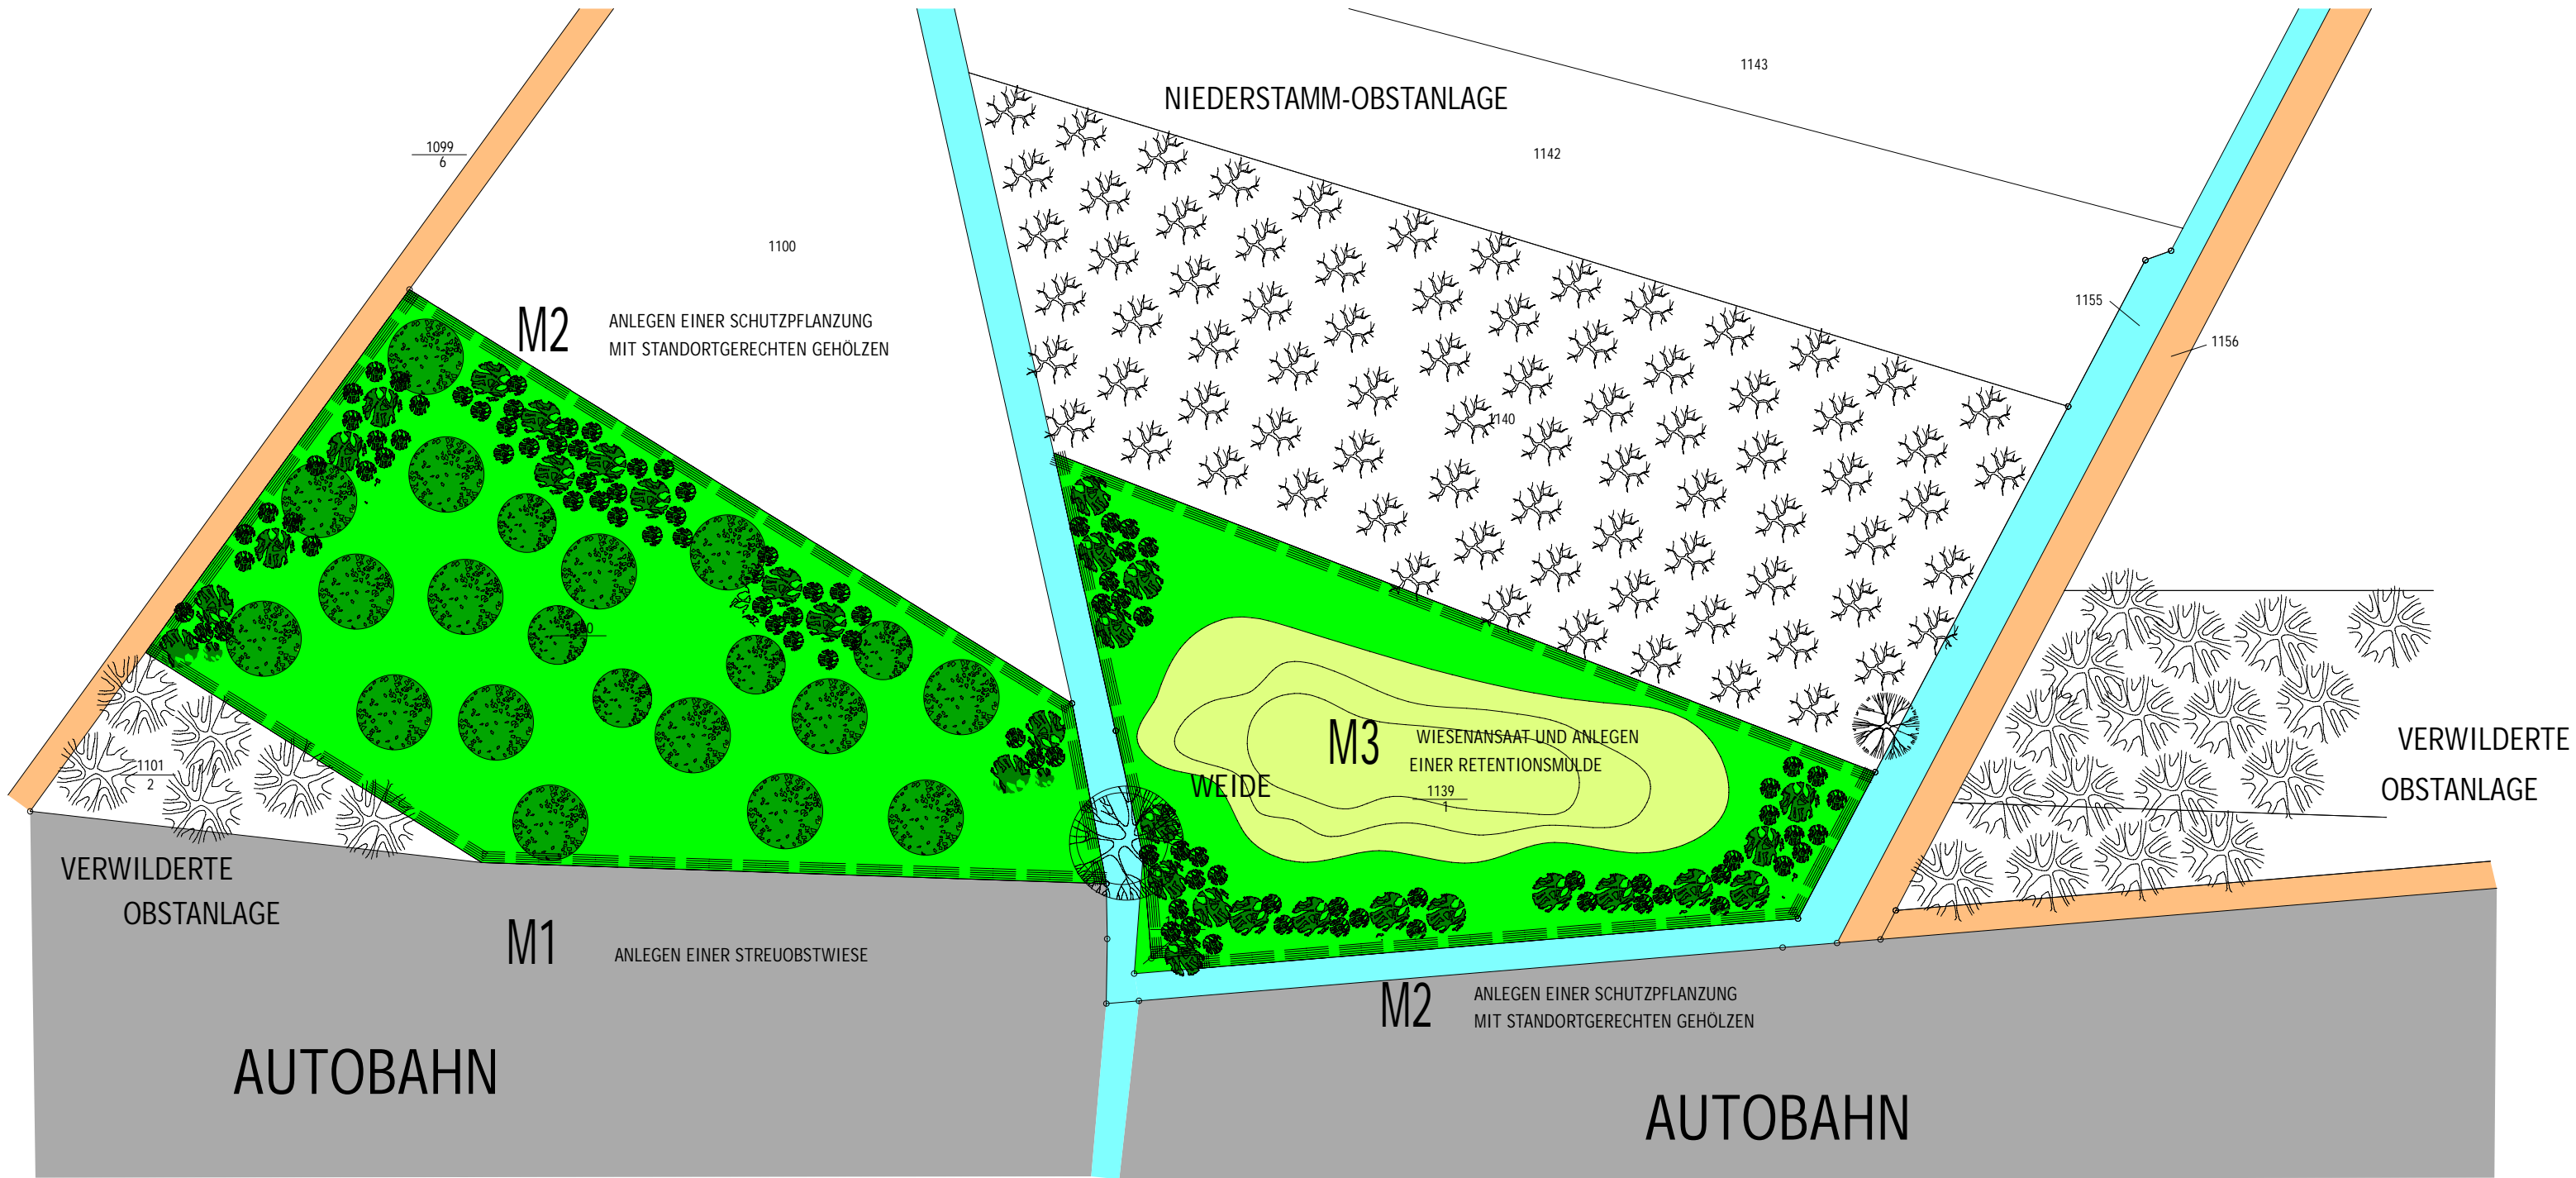 1143
NIEDERSTAMM-OBSTANLAGE
1142
1099
6
1100
1155
M2
ANLEGEN EINER SCHUTZPFLANZUNG
MIT STANDORTGERECHTEN GEHÖLZEN
1156
1140
M3
WIESENANSAAT UND ANLEGEN
EINER RETENTIONSMULDE
1139
1
WEIDE
VERWILDERTE
OBSTANLAGE
1101
2
VERWILDERTE
OBSTANLAGE
M1
ANLEGEN EINER STREUOBSTWIESE
M2
ANLEGEN EINER SCHUTZPFLANZUNG
MIT STANDORTGERECHTEN GEHÖLZEN
AUTOBAHN
AUTOBAHN